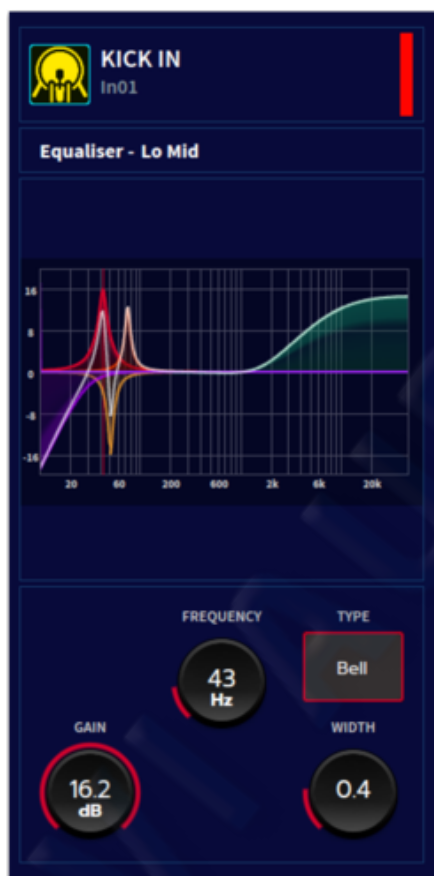 KICK IN
In01
Equaliser - Lo Mid
16
8
0
-8
-16
20 60 200 600 2k 6k 20k
FREQUENCY TYPE
43
Hz
Bell
GAIN WIDTH
16.2
dB
0.4